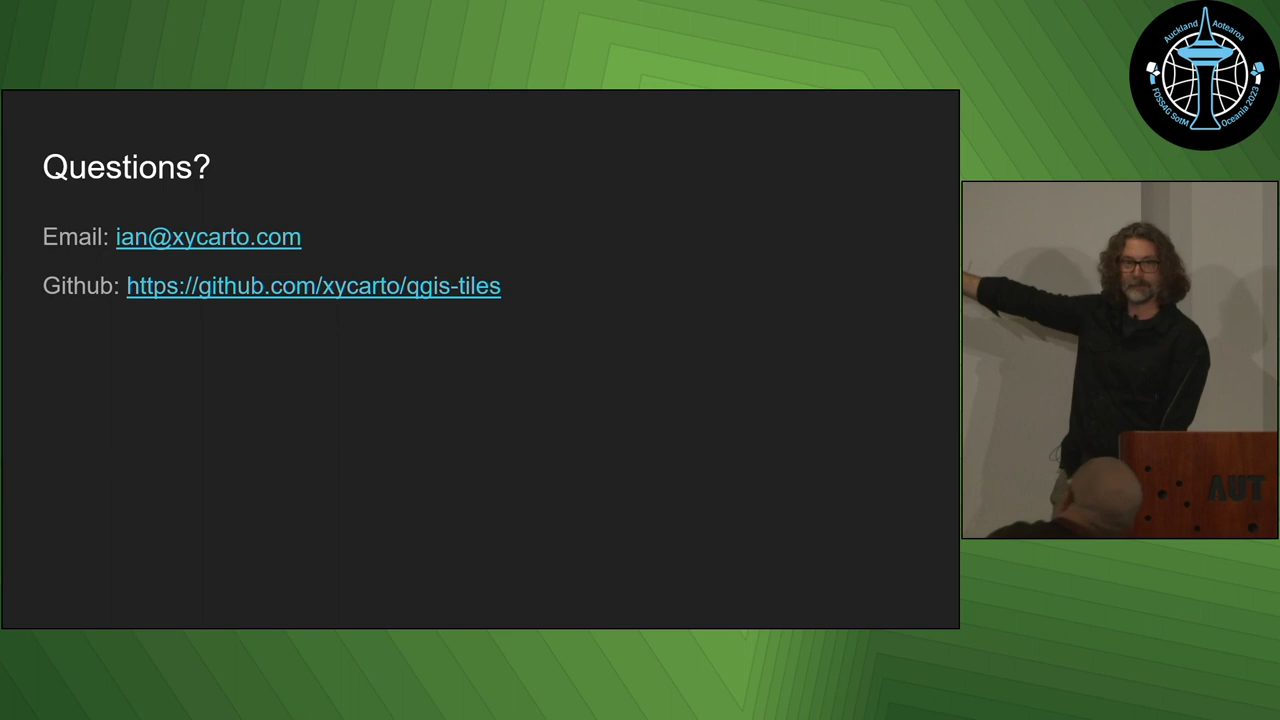 Auckland Aotearoa
FOSS4G SotM Oceania 2023
Questions?
Email: ian@xycarto.com
Github: https://github.com/xycarto/qgis-tiles
AUT